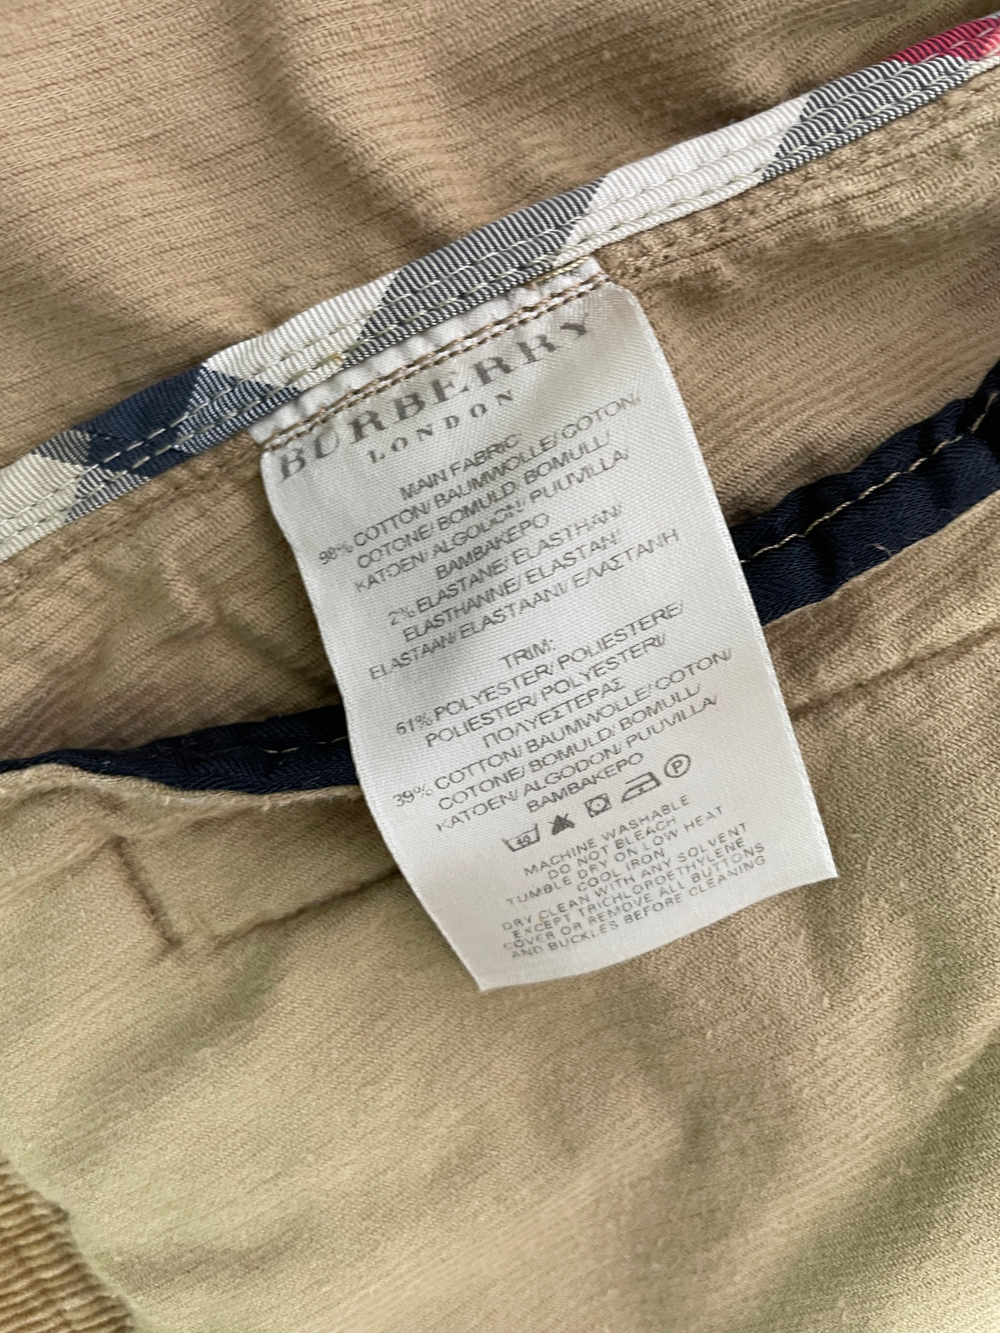 BURBERRY
LONDON
MAIN FABRIC
98% COTTON/ BAUMWOLLE/ COTON/
COTONE/ BOMULD/ BOMULL/
KATOEN/ ALGODON/ PUUVILLA/
ΒΑΜΒΑΚΕΡΟ
2% ELASTANE/ ELASTHAN/
ELASTHANNE/ ELASTAN/
ELASTAAN/ ELASTAANI/ ΕΛΑΣΤΑΝΗ
TRIM:
61% POLYESTER/ POLIESTERE/
POLIESTER/ POLYESTERI/
ΠΟΛΥΕΣΤΕΡΑΣ
39% COTTON/ BAUMWOLLE/ COTON/
COTONE/ BOMULD/ BOMULL/
KATOEN/ ALGODON/ PUUVILLA/
ΒΑΜΒΑΚΕΡΟ
40 P
MACHINE WASHABLE
DO NOT BLEACH
TUMBLE DRY ON LOW HEAT
COOL IRON
DRY CLEAN WITH ANY SOLVENT
EXCEPT TRICHLOROETHYLENE
COVER OR REMOVE ALL BUTTONS
AND BUCKLES BEFORE CLEANING